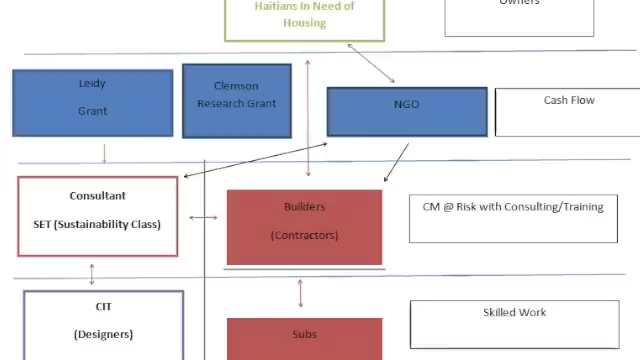 Haitians In Need of
Housing
Owners
Leidy
Grant
Clemson
Research Grant
NGO
Cash Flow
Consultant
SET (Sustainability Class)
Builders
(Contractors)
CM @ Risk with Consulting/Training
CIT
(Designers)
Subs
Skilled Work